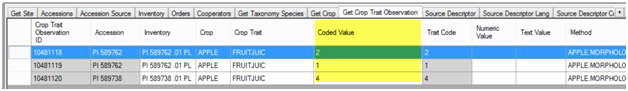 Get Site Accessions Accession Source Inventory Orders Cooperators Get Taxonomy Species Get Crop Get Crop Trait Observation Source Descriptor Source Descriptor Lang Source Descriptor
Crop Trait Observation ID Accession Inventory Crop Crop Trait Coded Value Trait Code Numeric Value Text Value Method
10481118 PI 589762 PI 589762 .01 PL APPLE FRUITJUIC 2 2 APPLE.MORPHOLO
10481119 PI 589762 PI 589762 .01 PL APPLE FRUITJUIC 1 1 APPLE.MORPHOLO
10481120 PI 589738 PI 589738 .01 PL APPLE FRUITJUIC 4 4 APPLE.MORPHOLO